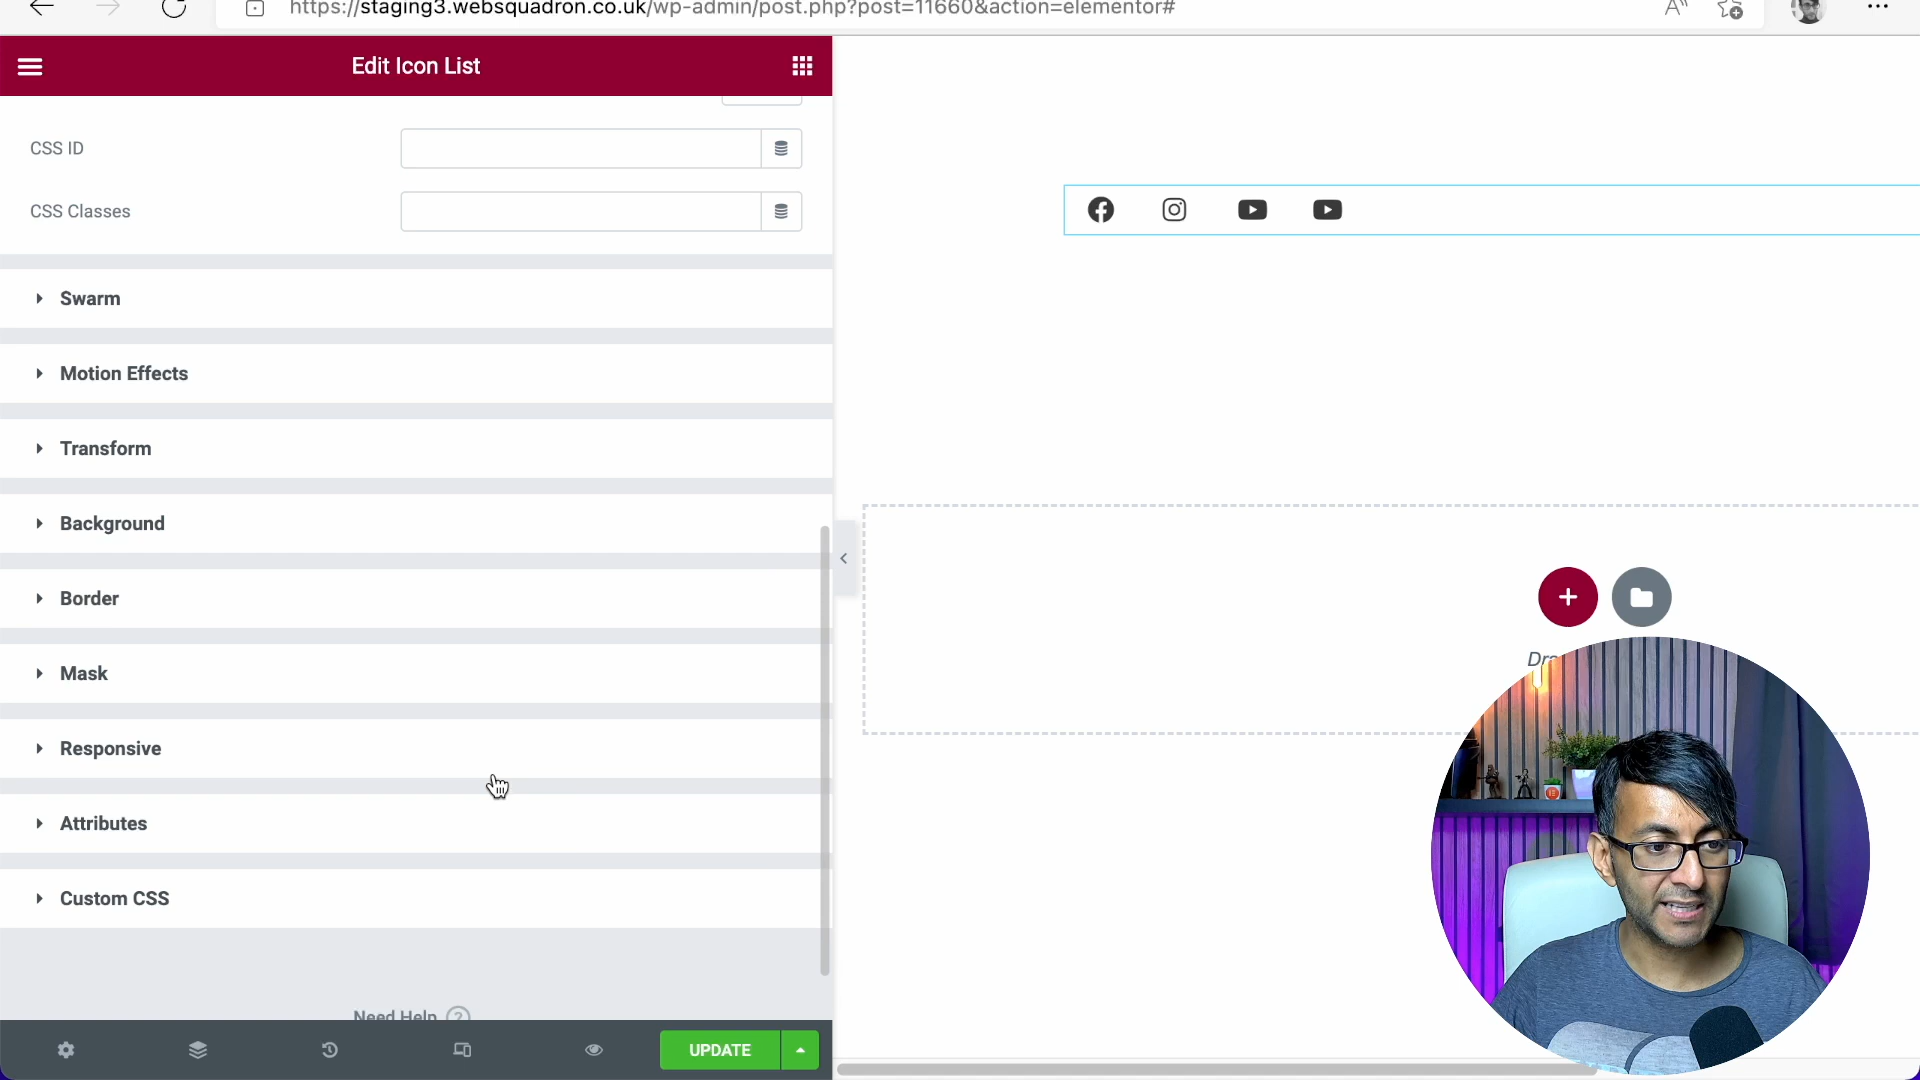 https://staging3.websquadron.co.uk/wp-admin/post.php?post=11660&action=elementor#
Edit Icon List
CSS ID
CSS Classes
Swarm
Motion Effects
Transform
Background
Border
Mask
Responsive
Attributes
Custom CSS
Need Help ?
UPDATE